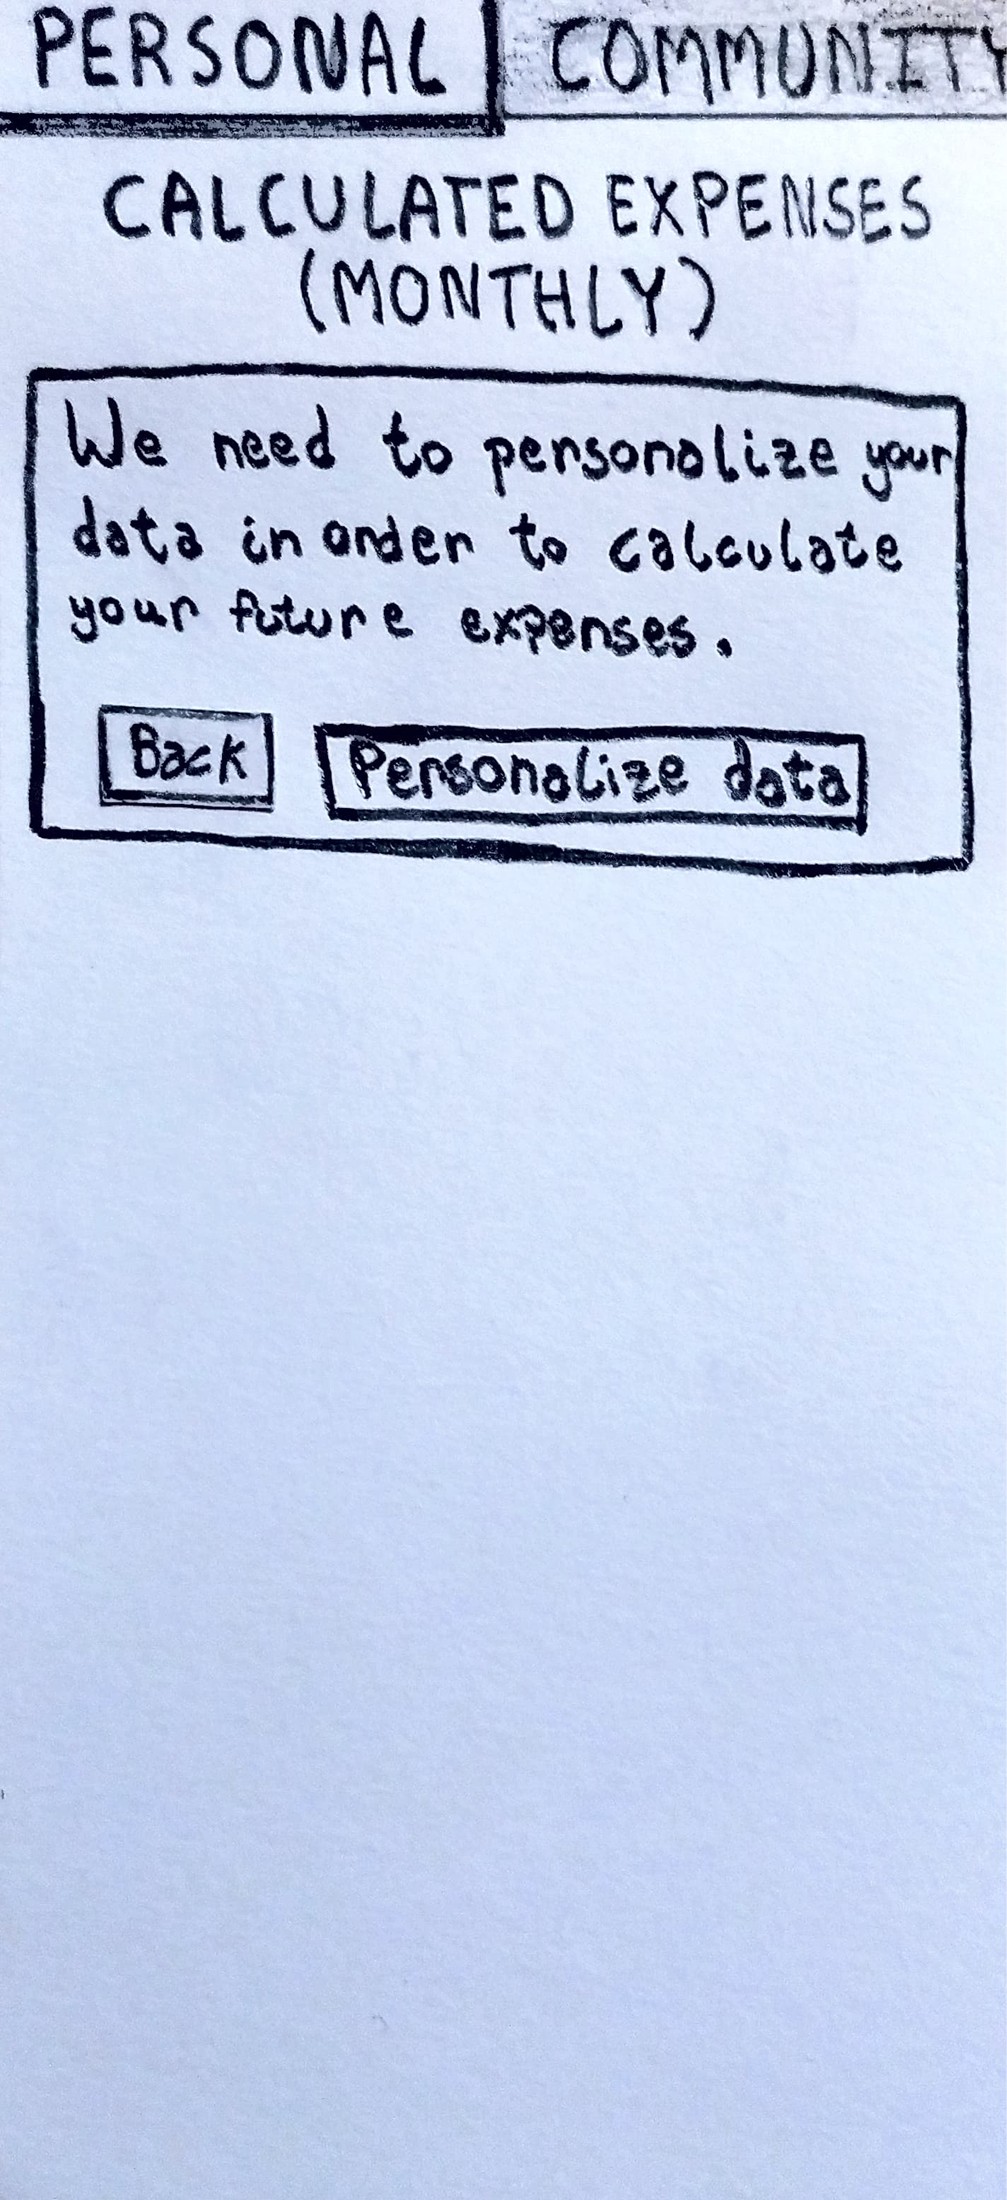 PERSONAL COMMUNITY
CALCULATED EXPENSES
(MONTHLY)
We need to personalize your
data in order to calculate
your future expenses.
Back Personalize data